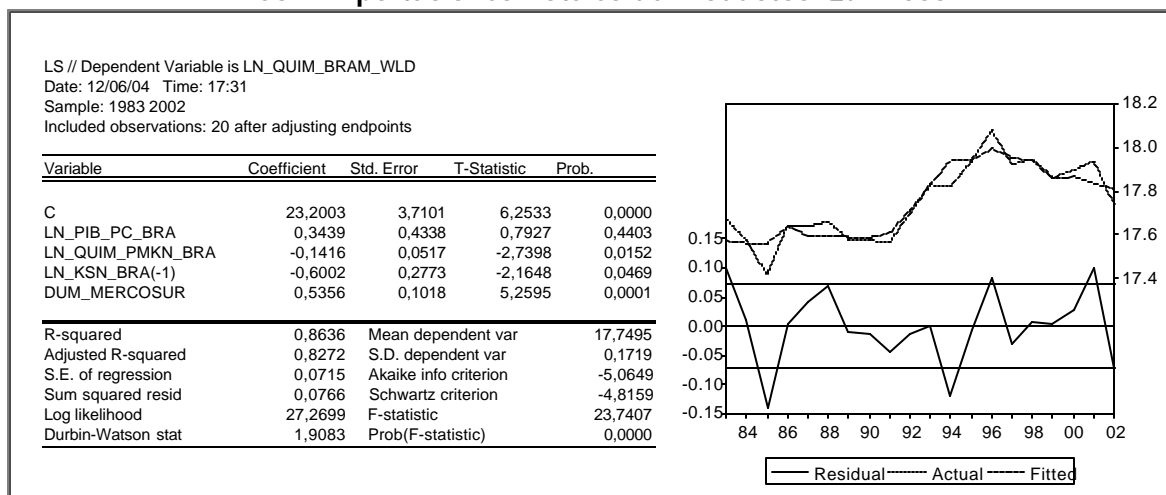 LS // Dependent Variable is LN_QUIM_BRAM_WLD
Date: 12/06/04 Time: 17:31
Sample: 1983 2002
Included observations: 20 after adjusting endpoints
Variable Coefficient Std. Error T-Statistic Prob.
C 23,2003 3,7101 6,2533 0,0000
LN_PIB_PC_BRA 0,3439 0,4338 0,7927 0,4403
LN_QUIM_PMKN_BRA -0,1416 0,0517 -2,7398 0,0152
LN_KSN_BRA(-1) -0,6002 0,2773 -2,1648 0,0469
DUM_MERCOSUR 0,5356 0,1018 5,2595 0,0001
R-squared 0,8636 Mean dependent var 17,7495
Adjusted R-squared 0,8272 S.D. dependent var 0,1719
S.E. of regression 0,0715 Akaike info criterion -5,0649
Sum squared resid 0,0766 Schwartz criterion -4,8159
Log likelihood 27,2699 F-statistic 23,7407
Durbin-Watson stat 1,9083 Prob(F-statistic) 0,0000
18.2
18.0
17.8
17.6
17.4
0.15
0.10
0.05
0.00
-0.05
-0.10
-0.15
84 86 88 90 92 94 96 98 00 02
Residual Actual Fitted